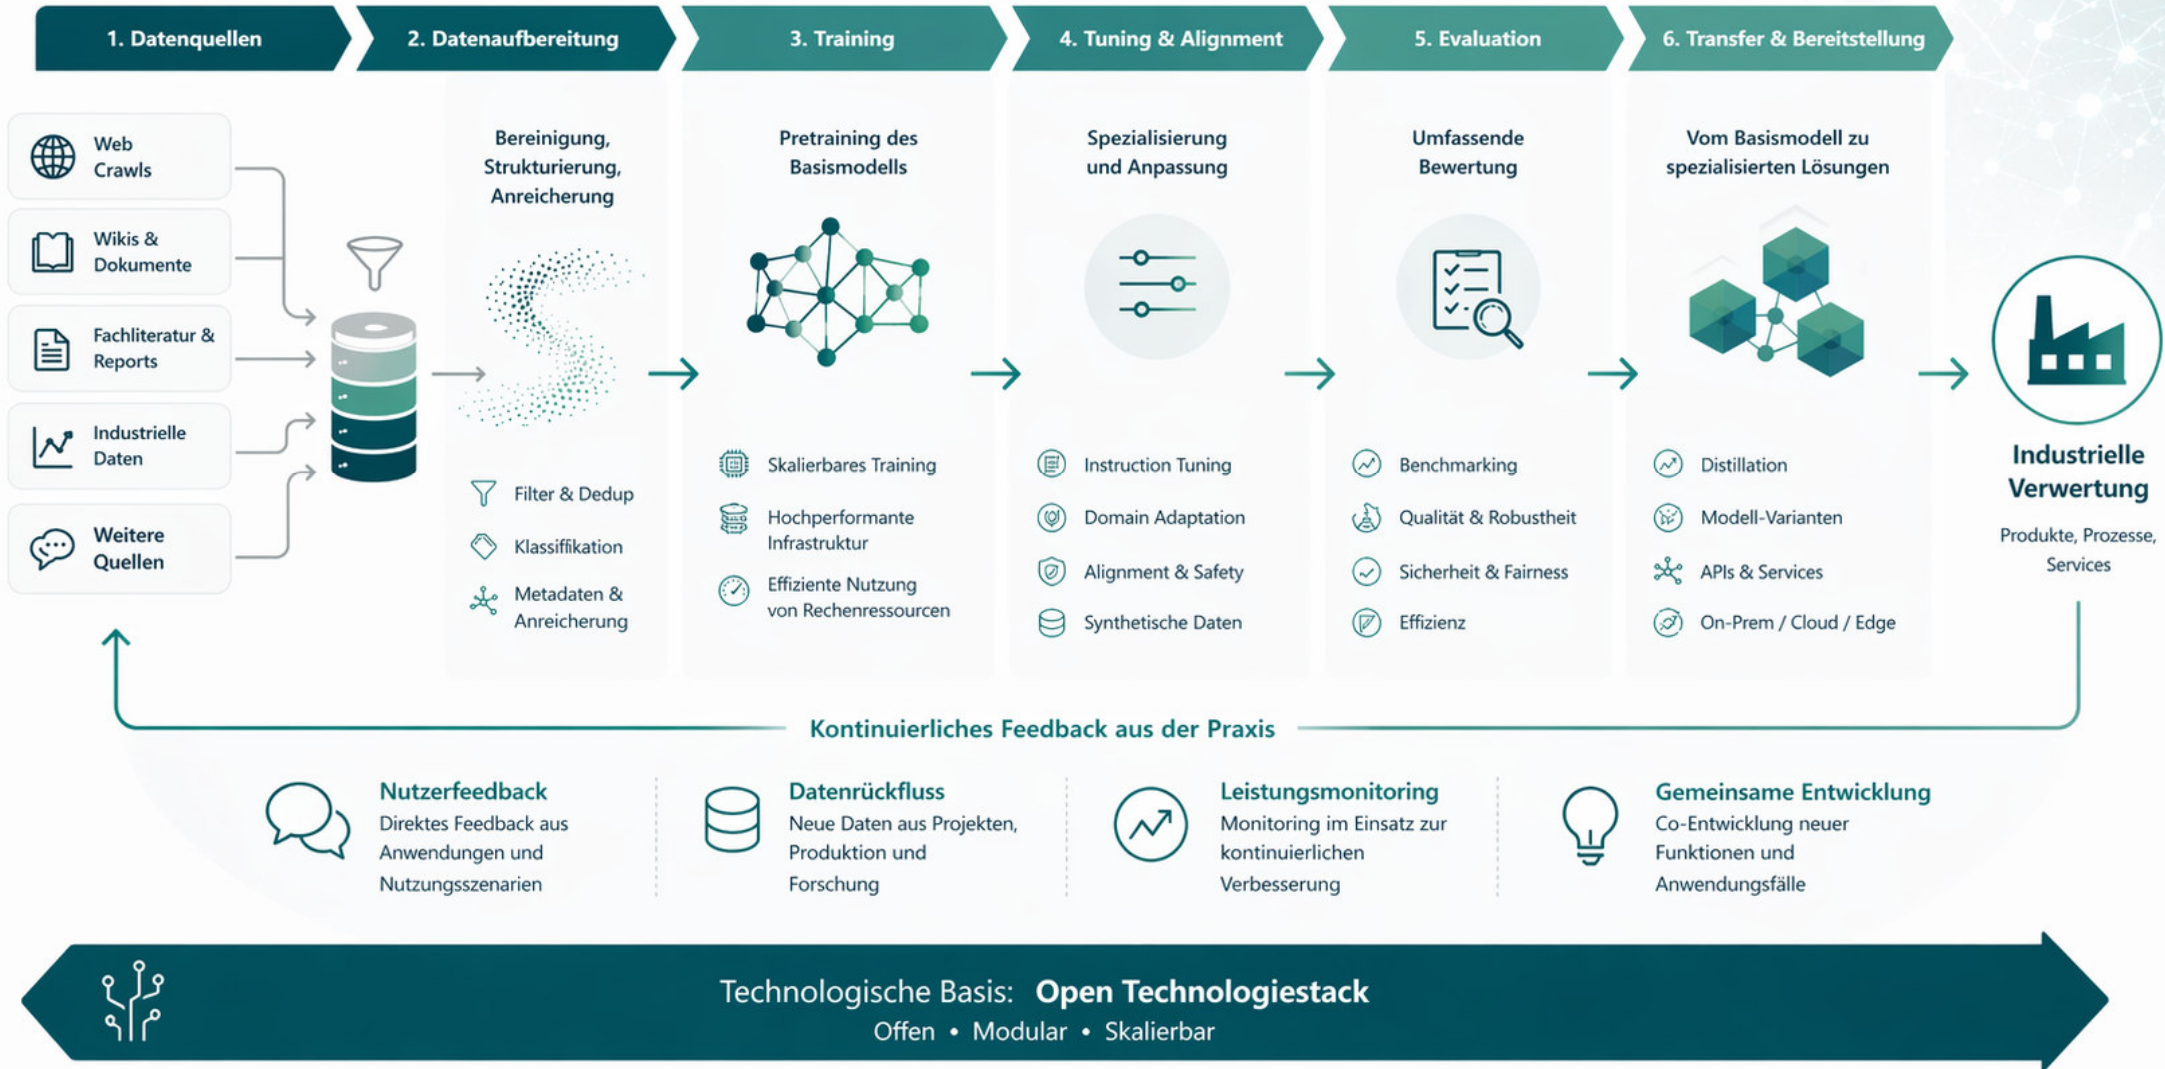 1. Datenquellen
2. Datenaufbereitung
3. Training
4. Tuning & Alignment
5. Evaluation
6. Transfer & Bereitstellung
Web
Crawls
Wikis &
Dokumente
Fachliteratur &
Reports
Industrielle
Daten
Weitere
Quellen
Bereinigung,
Strukturierung,
Anreicherung
Filter & Dedup
Klassiffikation
Metadaten &
Anreicherung
Pretraining des
Basismodells
Skalierbares Training
Hochperformante
Infrastruktur
Effiziente Nutzung
von Rechenressourcen
Spezialisierung
und Anpassung
Instruction Tuning
Domain Adaptation
Alignment & Safety
Synthetische Daten
Umfassende
Bewertung
Benchmarking
Qualität & Robustheit
Sicherheit & Fairness
Effizienz
Vom Basismodell zu
spezialisierten Lösungen
Distillation
Modell-Varianten
APIs & Services
On-Prem / Cloud / Edge
Industrielle
Verwertung
Produkte, Prozesse,
Services
Kontinuierliches Feedback aus der Praxis
Nutzerfeedback
Direktes Feedback aus
Anwendungen und
Nutzungsszenarien
Datenrückfluss
Neue Daten aus Projekten,
Produktion und
Forschung
Leistungsmonitoring
Monitoring im Einsatz zur
kontinuierlichen
Verbesserung
Gemeinsame Entwicklung
Co-Entwicklung neuer
Funktionen und
Anwendungsfälle
Technologische Basis: Open Technologiestack
Offen • Modular • Skalierbar